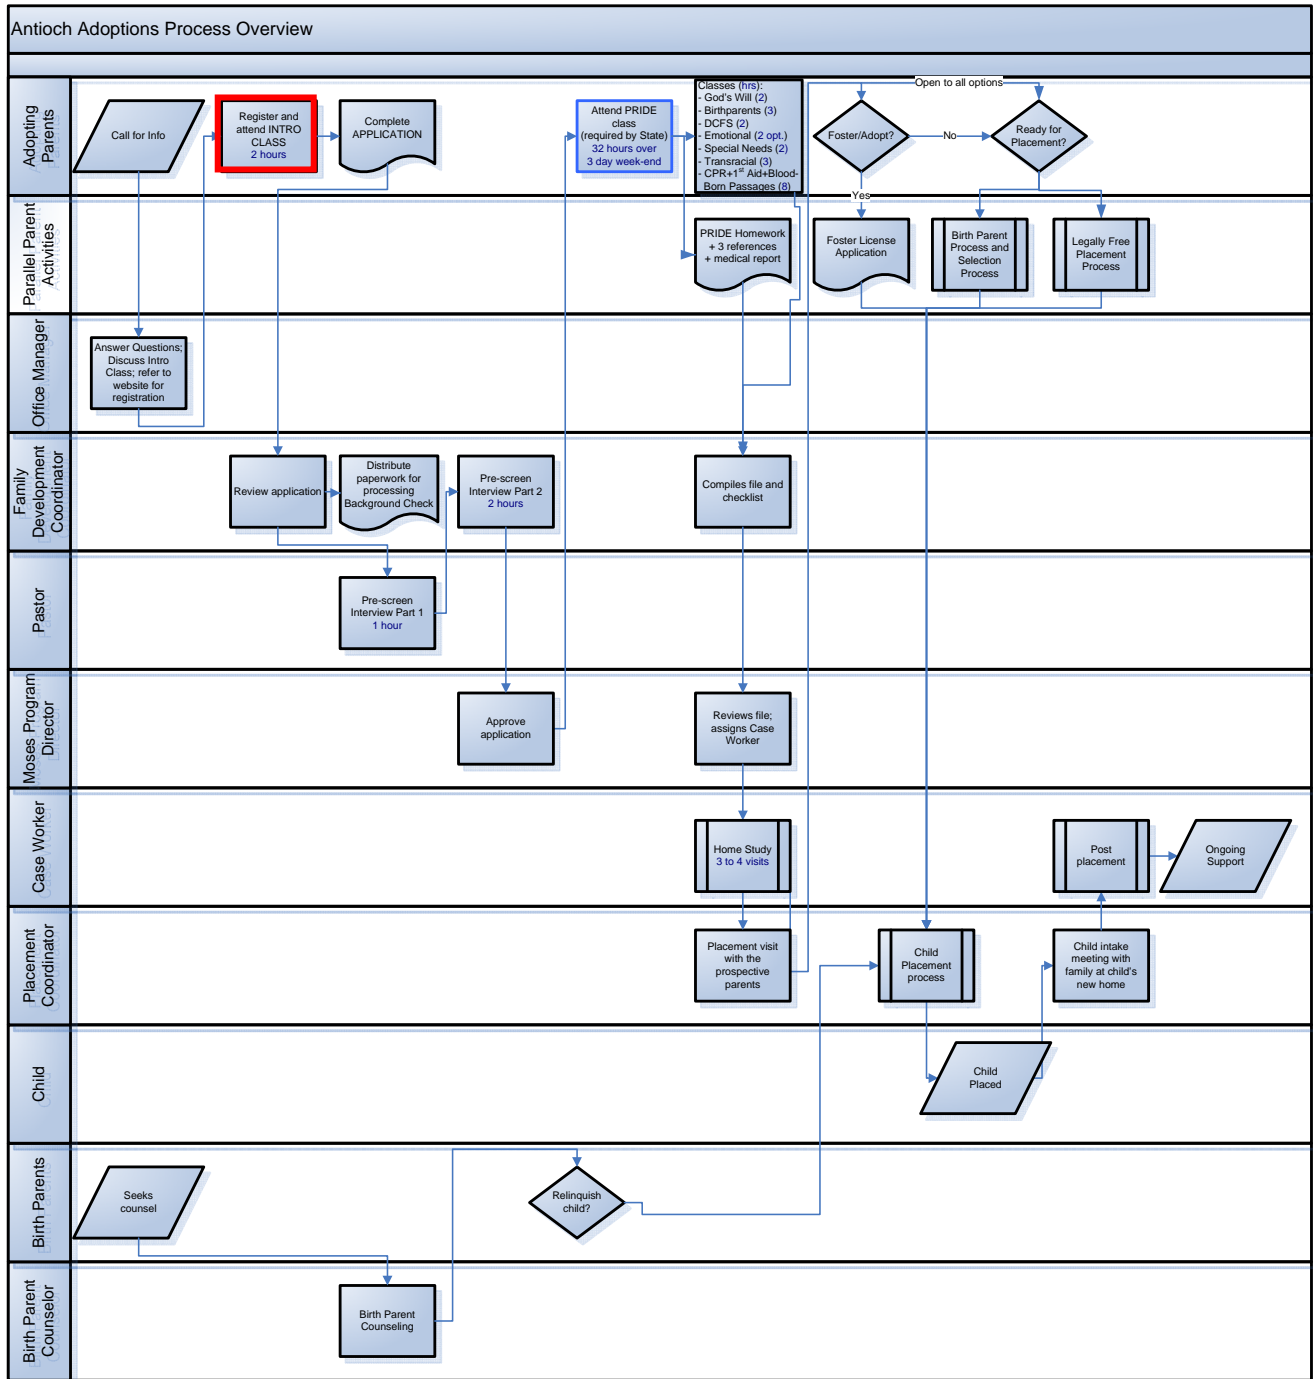 Antioch Adoptions Process Overview
Adopting
Parents
Call for Info
Register and
attend INTRO
CLASS
2 hours
Complete
APPLICATION
Attend PRIDE
class
(required by State)
32 hours over
3 day week-end
Classes (hrs):
- God's Will (2)
- Birthparents (3)
- DCFS (2)
- Emotional (2 opt.)
- Special Needs (2)
- Transracial (3)
- CPR+1st Aid+Blood-
Born Passages (8)
Open to all options
Foster/Adopt?
No
Ready for
Placement?
Yes
Parallel Parent
Activities
PRIDE Homework
+ 3 references
+ medical report
Foster License
Application
Birth Parent
Process and
Selection
Process
Legally Free
Placement
Process
Office Manager
Answer Questions;
Discuss Intro
Class; refer to
website for
registration
Family
Development
Coordinator
Review application
Distribute
paperwork for
processing
Background Check
Pre-screen
Interview Part 2
2 hours
Compiles file and
checklist
Pastor
Pre-screen
Interview Part 1
1 hour
Moses Program
Director
Approve
application
Reviews file;
assigns Case
Worker
Case Worker
Home Study
3 to 4 visits
Post
placement
Ongoing
Support
Placement
Coordinator
Placement visit
with the
prospective
parents
Child
Placement
process
Child intake
meeting with
family at child's
new home
Child
Child
Placed
Birth Parents
Seeks
counsel
Relinquish
child?
Birth Parent
Counselor
Birth Parent
Counseling